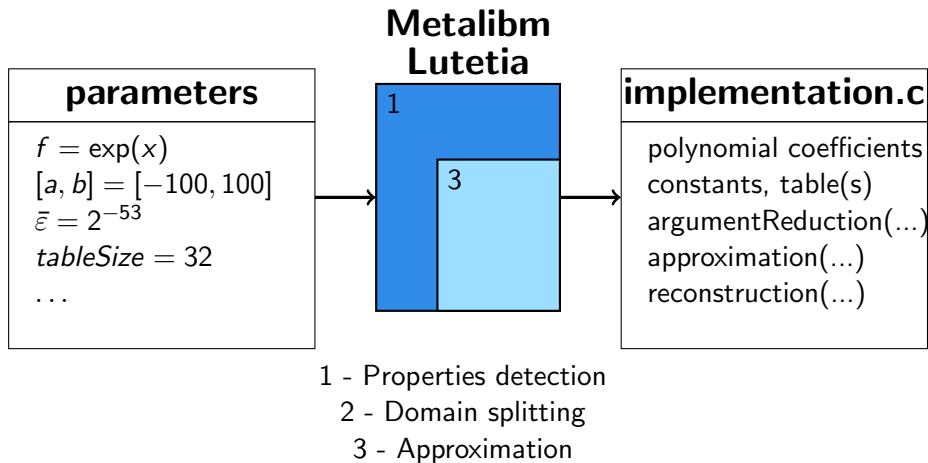 Metalibm
Lutetia
parameters
f = exp(x)
[a, b] = [−100, 100]
ε̄ = 2⁻⁵³
tableSize = 32
. . .
1
3
implementation.c
polynomial coefficients
constants, table(s)
argumentReduction(...)
approximation(...)
reconstruction(...)
1 - Properties detection
2 - Domain splitting
3 - Approximation